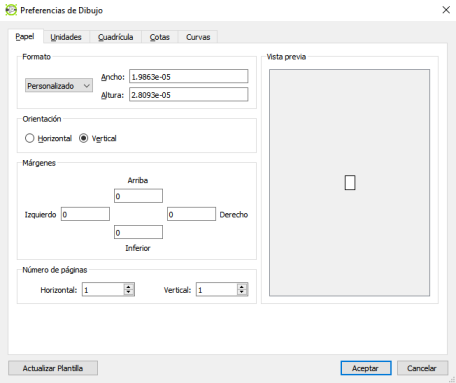 Preferencias de Dibujo
Papel Unidades Cuadrícula Cotas Curvas
Formato
Personalizado
Ancho: 1.9863e-05
Altura: 2.8093e-05
Orientación
Horizontal Vertical
Márgenes
Arriba
0
Izquierdo 0 0 Derecho
0
Inferior
Número de páginas
Horizontal: 1 Vertical: 1
Vista previa
Actualizar Plantilla Aceptar Cancelar